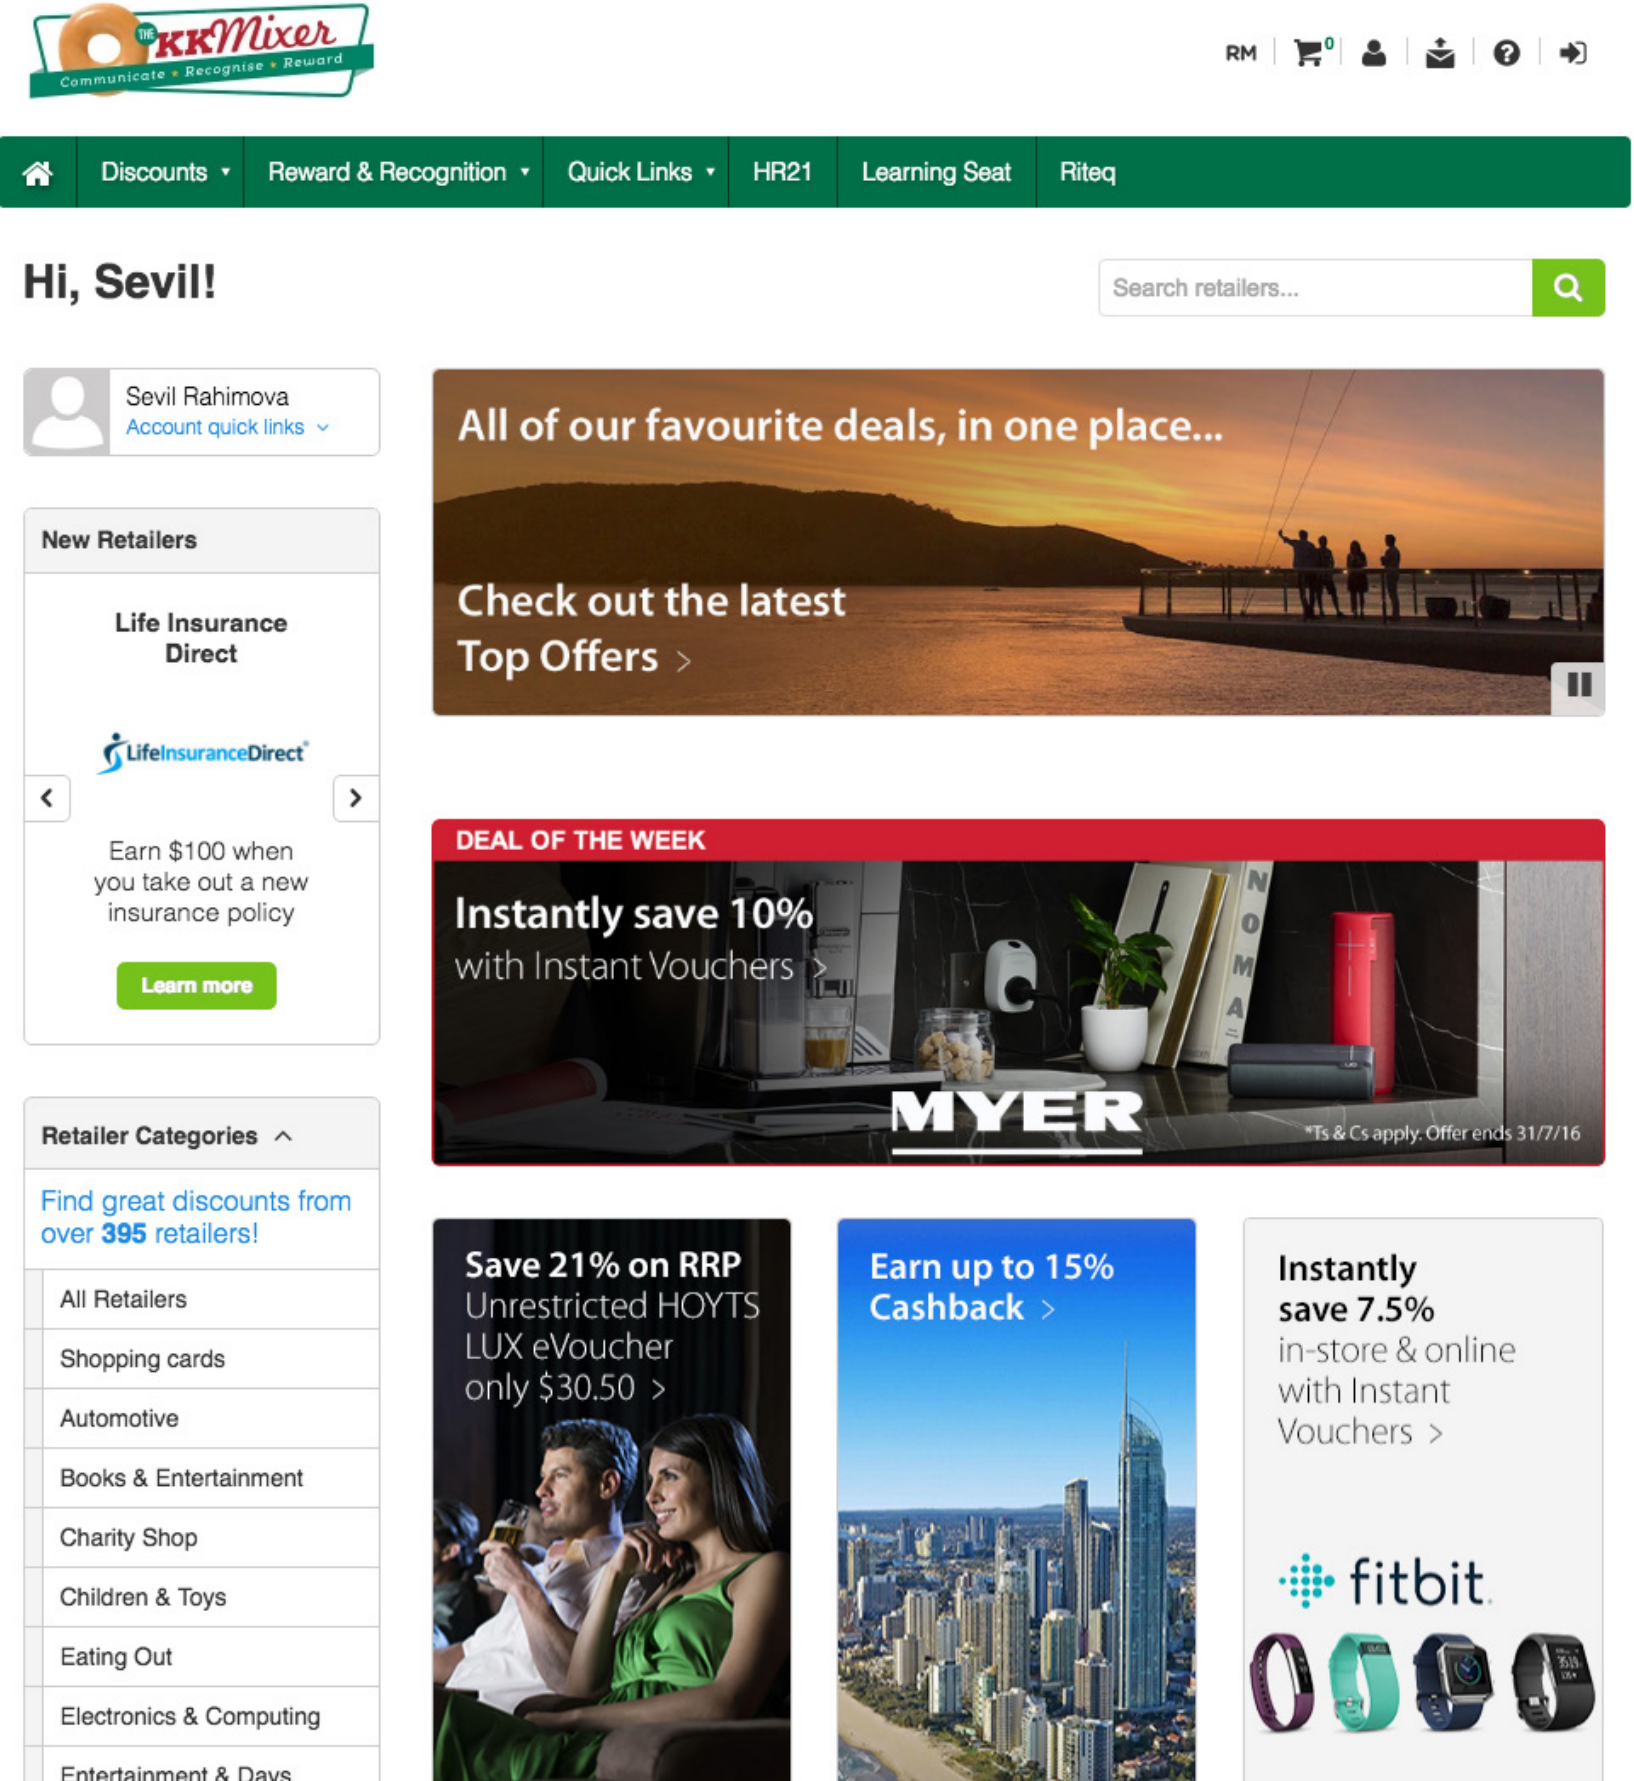 THE KKMixer
Communicate ★ Recognise ★ Reward
RM
0
Discounts
Reward & Recognition
Quick Links
HR21
Learning Seat
Riteq
Hi, Sevil!
Search retailers...
Sevil Rahimova
Account quick links
New Retailers
Life Insurance
Direct
LifeInsuranceDirect
Earn $100 when
you take out a new
insurance policy
Learn more
Retailer Categories
Find great discounts from
over 395 retailers!
All Retailers
Shopping cards
Automotive
Books & Entertainment
Charity Shop
Children & Toys
Eating Out
Electronics & Computing
Entertainment & Days
All of our favourite deals, in one place...
Check out the latest
Top Offers >
DEAL OF THE WEEK
Instantly save 10%
with Instant Vouchers >
NOMA
MYER
*Ts & Cs apply. Offer ends 31/7/16
Save 21% on RRP
Unrestricted HOYTS
LUX eVoucher
only $30.50 >
Earn up to 15%
Cashback >
Instantly
save 7.5%
in-store & online
with Instant
Vouchers >
fitbit